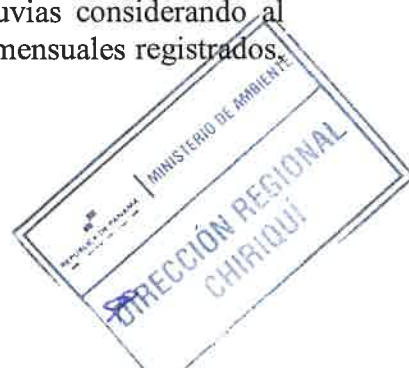 uvias considerando al
mensuales registrados.
REPÚBLICA DE PANAMÁ
MINISTERIO DE AMBIENTE
DIRECCIÓN REGIONAL
CHIRIQUÍ